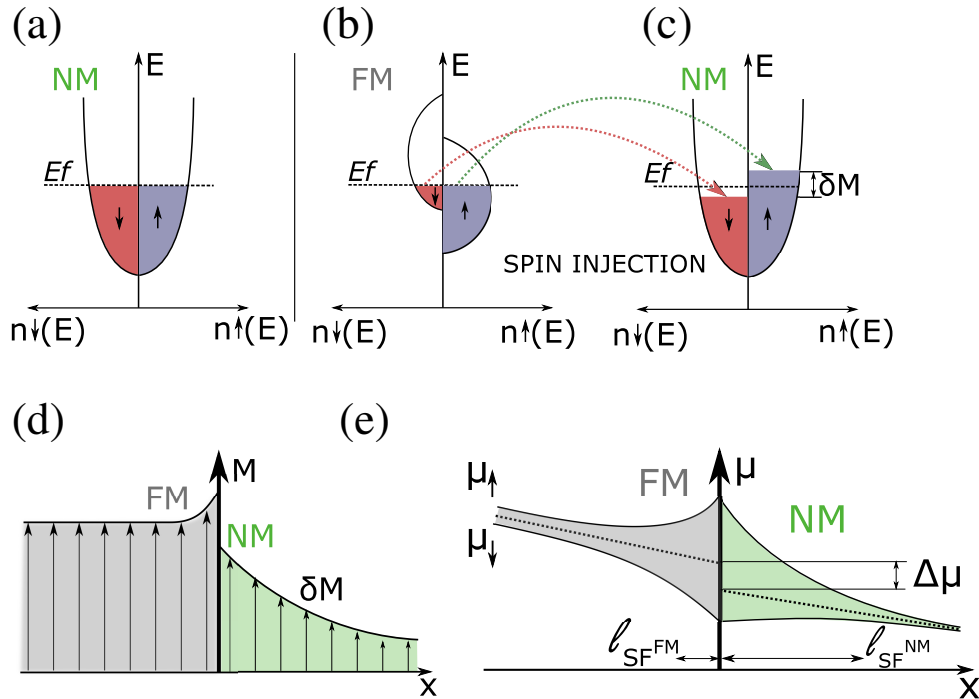 (a) (b) (c)
NM E FM E NM E
Ef Ef Ef δM
↓ ↑ ↓ ↑ ↓ ↑
SPIN INJECTION
n↓(E) n↑(E) n↓(E) n↑(E) n↓(E) n↑(E)
(d) (e)
M
FM
NM
δM
x
μ↑
μ↓
FM
μ
NM
Δμ
ℓSF^FM
ℓSF^NM
x